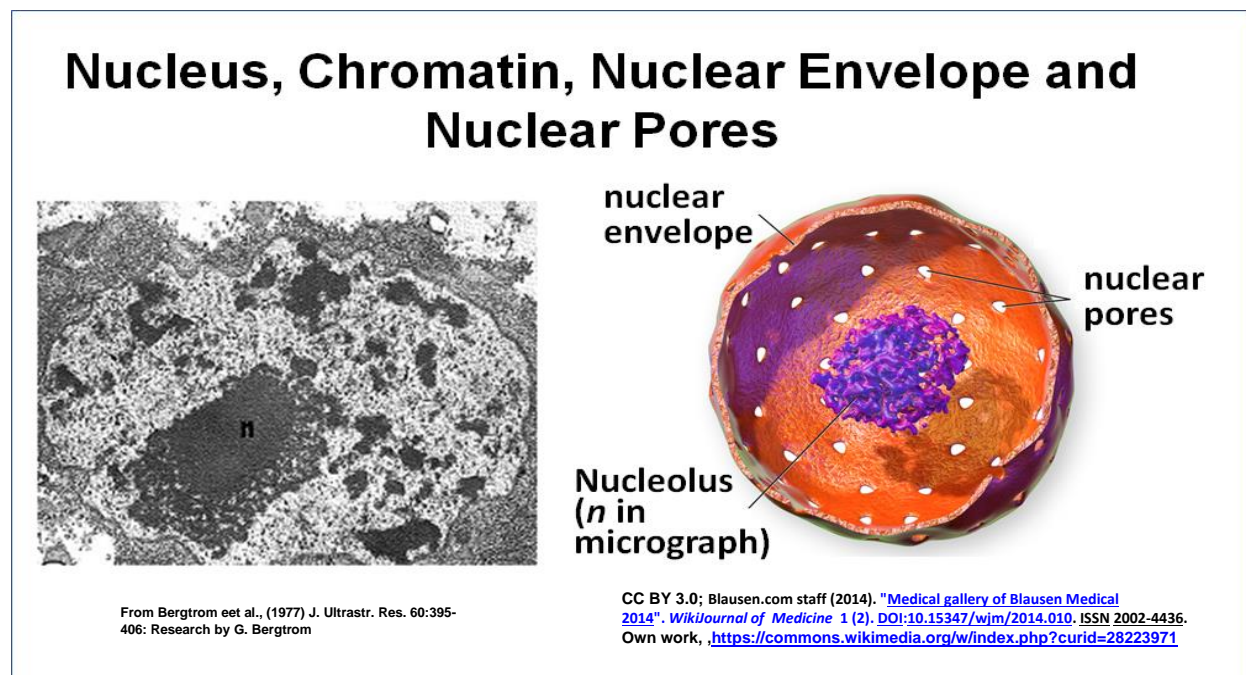 Nucleus, Chromatin, Nuclear Envelope and
Nuclear Pores
n
nuclear
envelope
nuclear
pores
Nucleolus
(n in
micrograph)
From Bergtrom eet al., (1977) J. Ultrastr. Res. 60:395-
406: Research by G. Bergtrom
CC BY 3.0; Blausen.com staff (2014). "Medical gallery of Blausen Medical
2014". WikiJournal of Medicine 1 (2). DOI:10.15347/wjm/2014.010. ISSN 2002-4436.
Own work, ,https://commons.wikimedia.org/w/index.php?curid=28223971